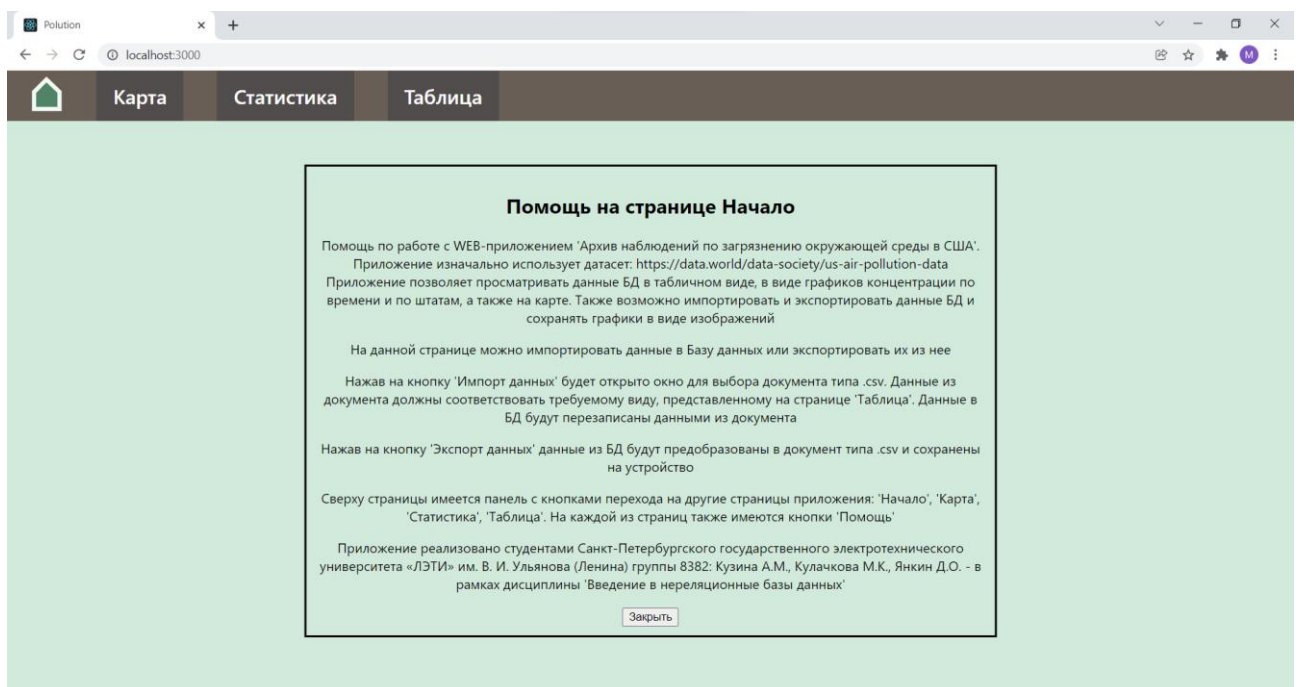 Polution
localhost:3000
M
Карта Статистика Таблица
Помощь на странице Начало
Помощь по работе с WEB-приложением 'Архив наблюдений по загрязнению окружающей среды в США'.
Приложение изначально использует датасет: https://data.world/data-society/us-air-pollution-data
Приложение позволяет просматривать данные БД в табличном виде, в виде графиков концентрации по
времени и по штатам, а также на карте. Также возможно импортировать и экспортировать данные БД и
сохранять графики в виде изображений
На данной странице можно импортировать данные в Базу данных или экспортировать их из нее
Нажав на кнопку 'Импорт данных' будет открыто окно для выбора документа типа .csv. Данные из
документа должны соответствовать требуемому виду, представленному на странице 'Таблица'. Данные в
БД будут перезаписаны данными из документа
Нажав на кнопку 'Экспорт данных' данные из БД будут предобразованы в документ типа .csv и сохранены
на устройство
Сверху страницы имеется панель с кнопками перехода на другие страницы приложения: 'Начало', 'Карта',
'Статистика', 'Таблица'. На каждой из страниц также имеются кнопки 'Помощь'
Приложение реализовано студентами Санкт-Петербургского государственного электротехнического
университета «ЛЭТИ» им. В. И. Ульянова (Ленина) группы 8382: Кузина А.М., Кулачкова М.К., Янкин Д.О. - в
рамках дисциплины 'Введение в нереляционные базы данных'
Закрыть